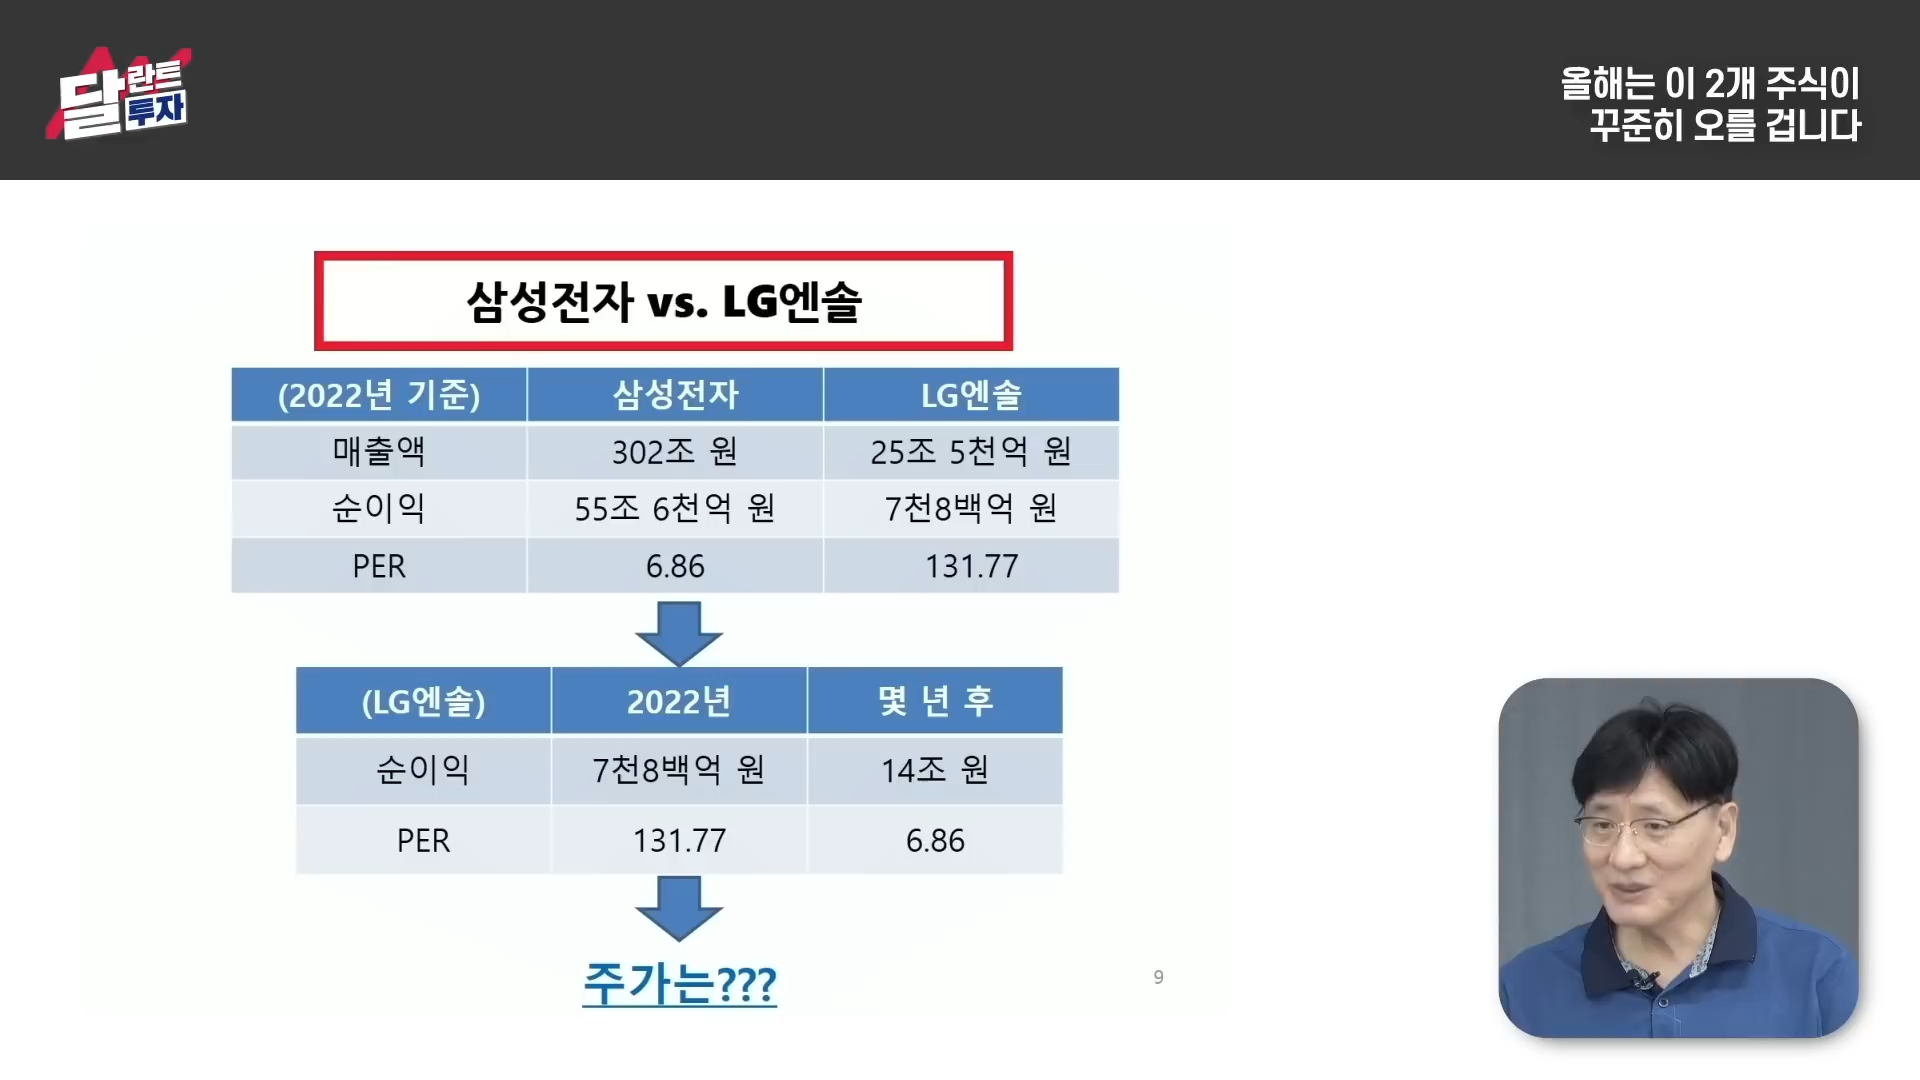 달란트
투자
올해는 이 2개 주식이
꾸준히 오를 겁니다
삼성전자 vs. LG엔솔
(2022년 기준) 삼성전자 LG엔솔
매출액 302조 원 25조 5천억 원
순이익 55조 6천억 원 7천8백억 원
PER 6.86 131.77
(LG엔솔) 2022년 몇 년 후
순이익 7천8백억 원 14조 원
PER 131.77 6.86
주가는???
9